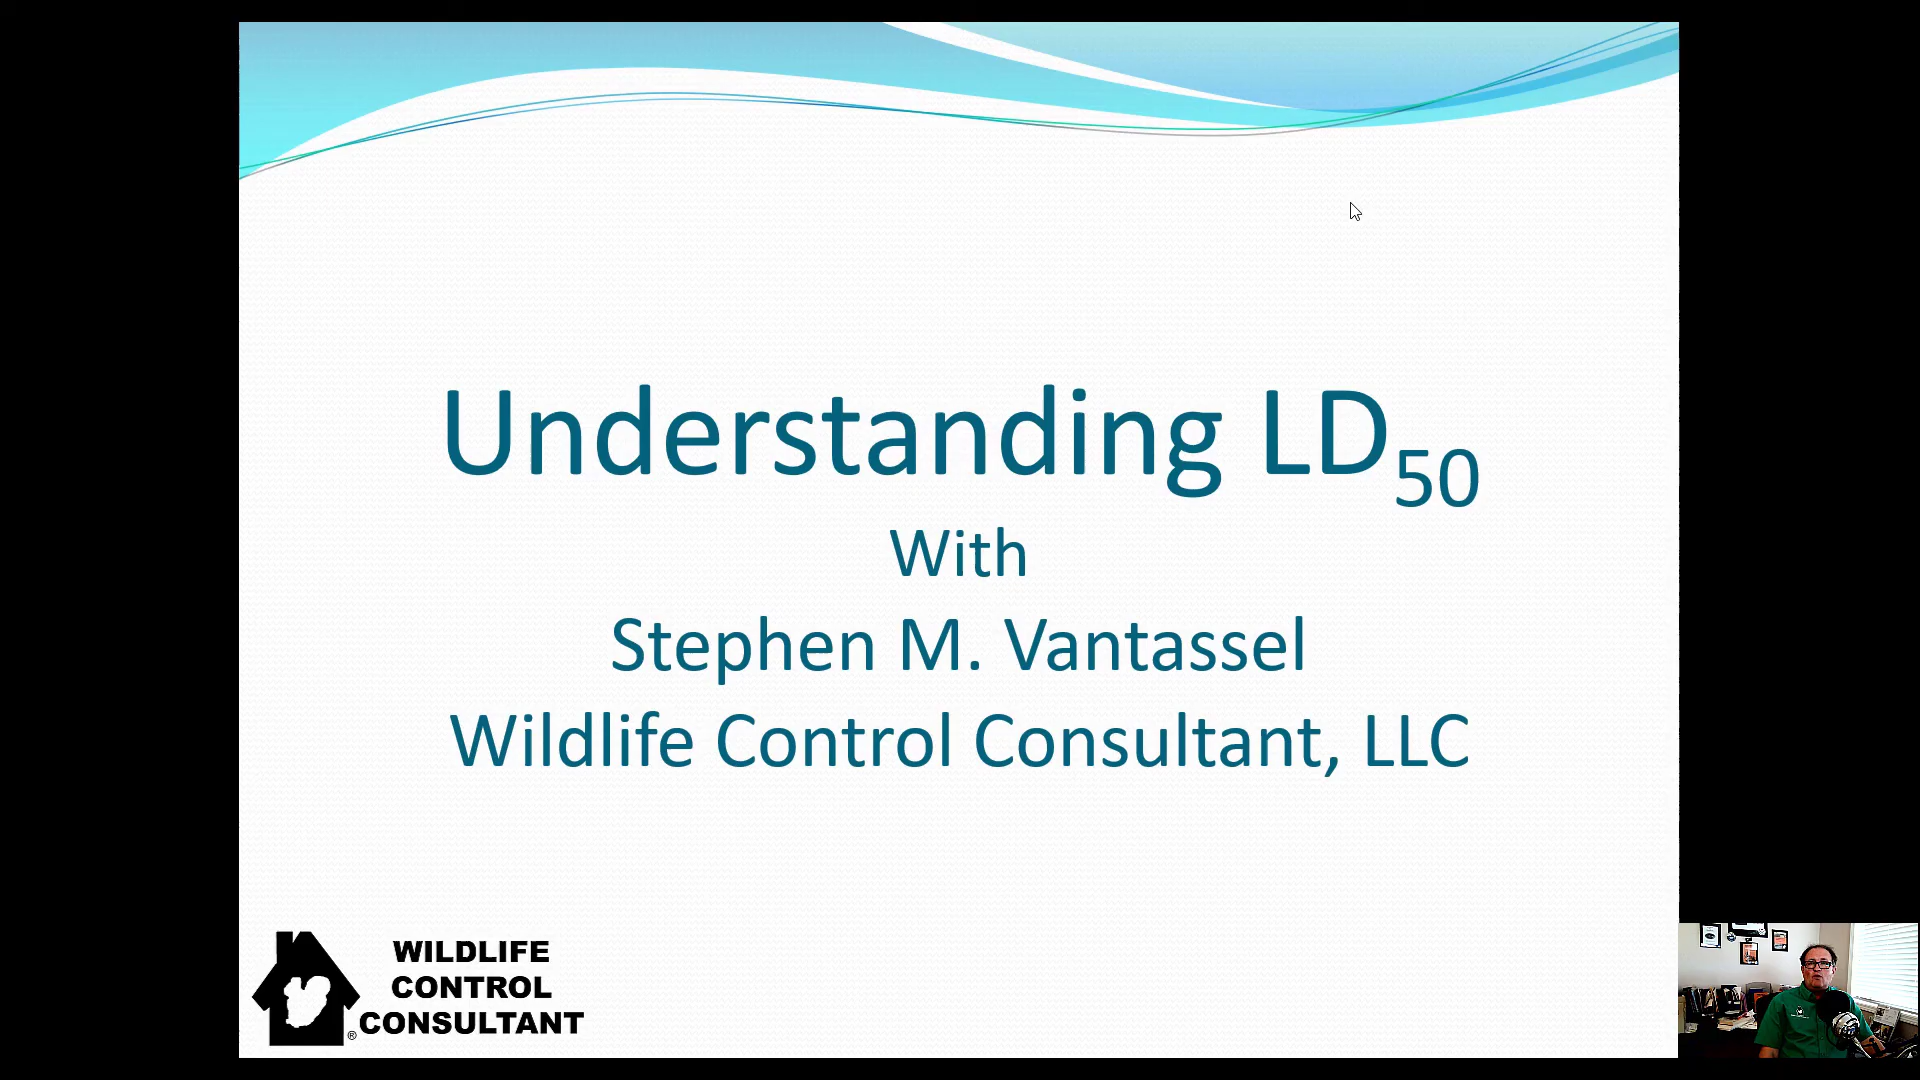 Understanding LD50
With
Stephen M. Vantassel
Wildlife Control Consultant, LLC
WILDLIFE
CONTROL
®CONSULTANT